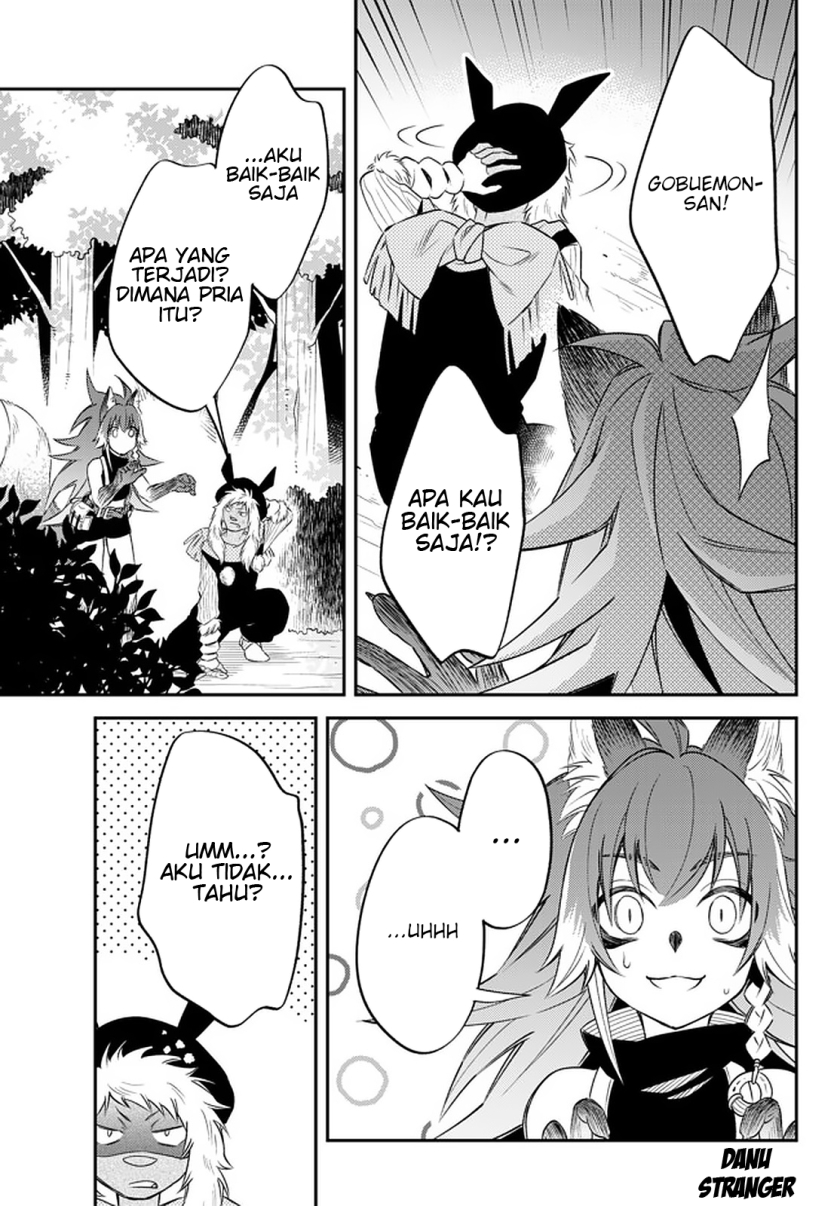 GOBUEMON-
SAN!
APA KAU
BAIK-BAIK
SAJA!?
...AKU
BAIK-BAIK
SAJA
APA YANG
TERJADI?
DIMANA PRIA
ITU?
...
...UHHH
UMM...?
AKU TIDAK...
TAHU?
DANU
STRANGER